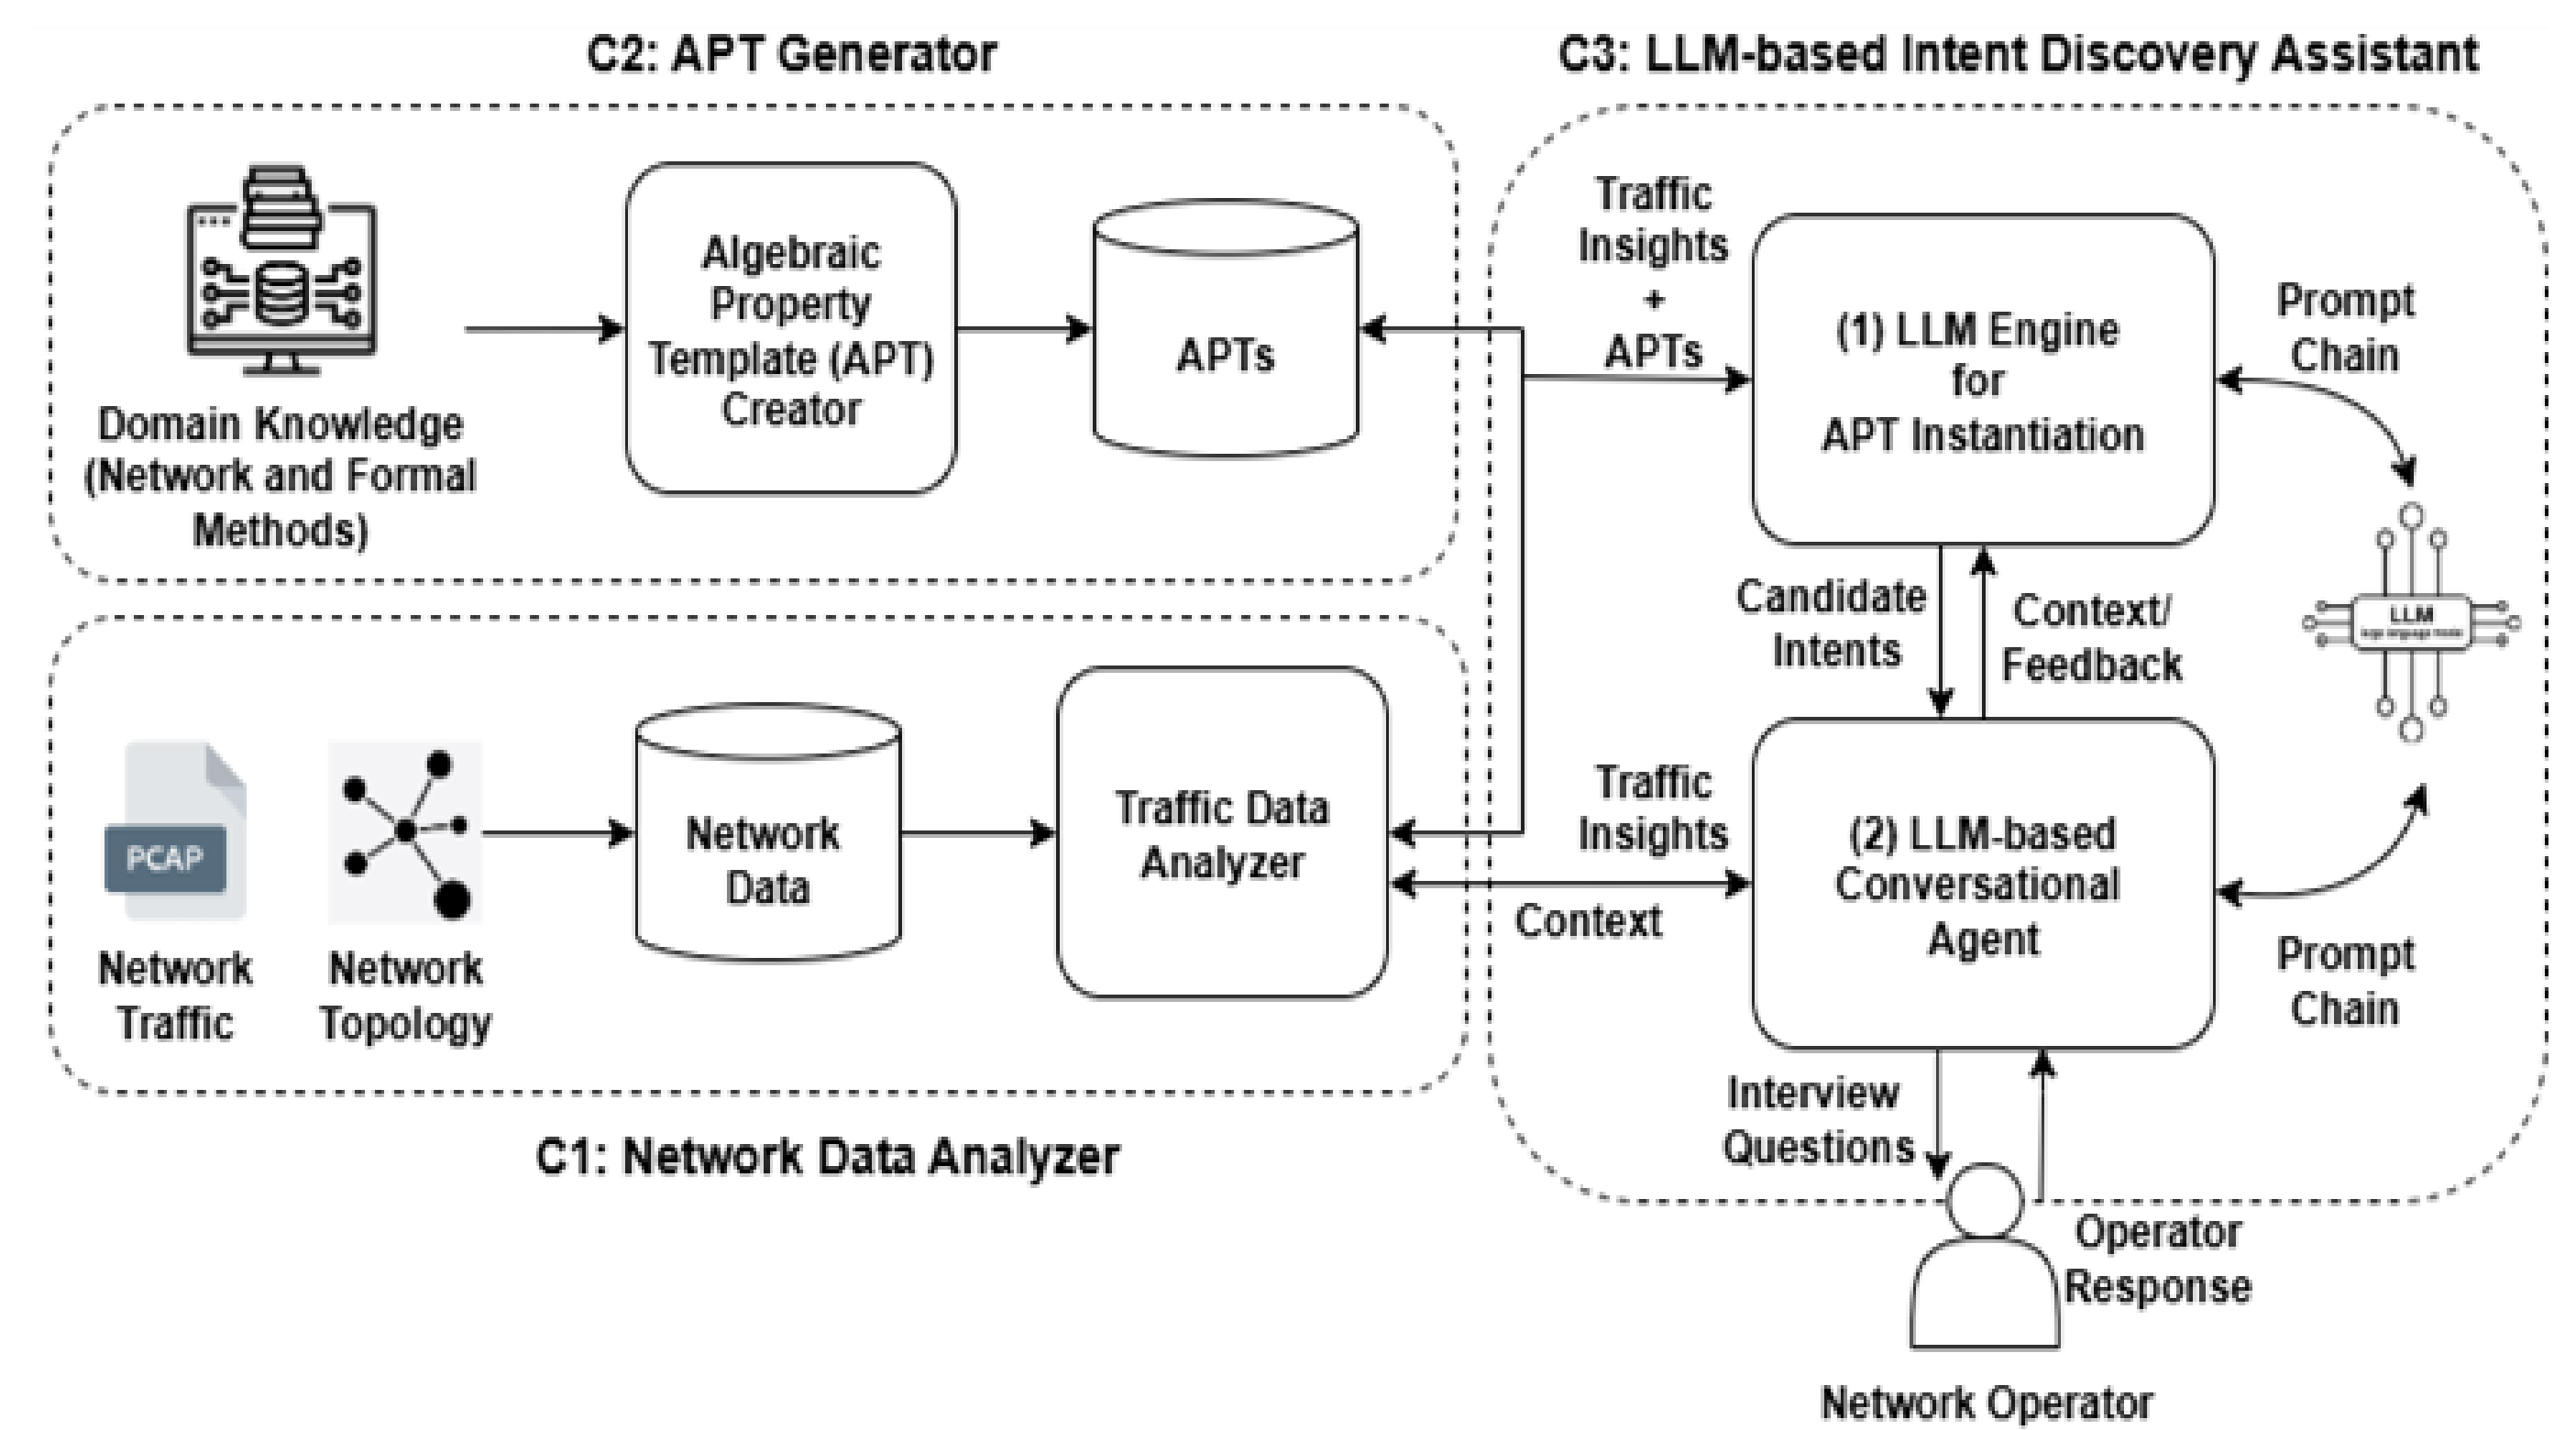 C2: APT Generator
C3: LLM-based Intent Discovery Assistant
Domain Knowledge
(Network and Formal
Methods)
Algebraic
Property
Template (APT)
Creator
APTs
Traffic
Insights
+
APTs
(1) LLM Engine
for
APT Instantiation
Prompt
Chain
Candidate
Intents
Context/
Feedback
LLM
PCAP
Network
Traffic
Network
Topology
Network
Data
Traffic Data
Analyzer
Traffic
Insights
Context
(2) LLM-based
Conversational
Agent
Prompt
Chain
C1: Network Data Analyzer
Interview
Questions
Operator
Response
Network Operator